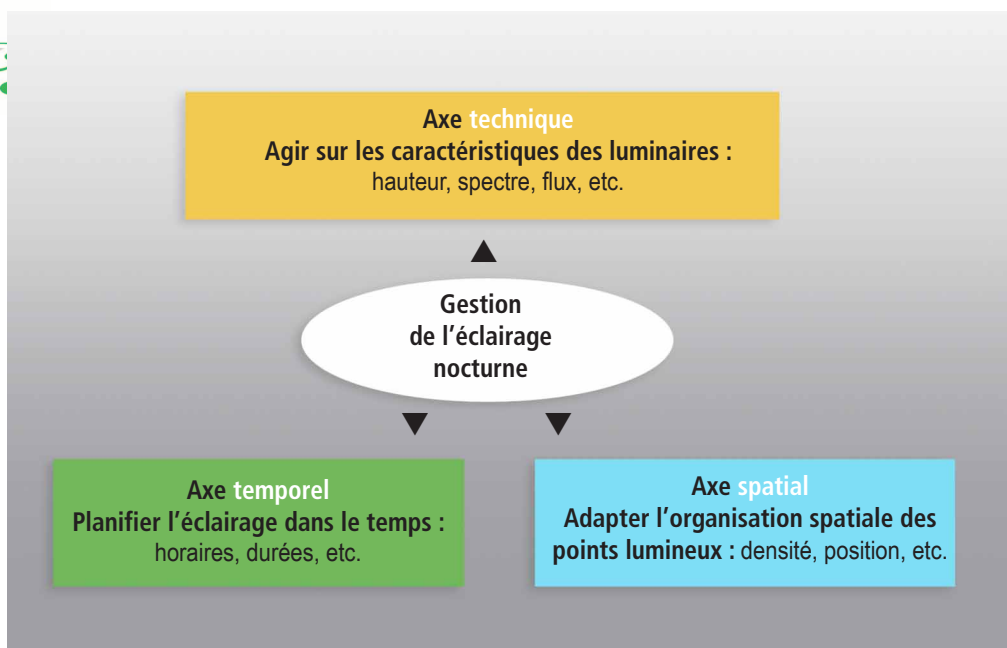 Axe technique
Agir sur les caractéristiques des luminaires :
hauteur, spectre, flux, etc.
Gestion
de l'éclairage
nocturne
Axe temporel
Planifier l'éclairage dans le temps :
horaires, durées, etc.
Axe spatial
Adapter l'organisation spatiale des
points lumineux : densité, position, etc.